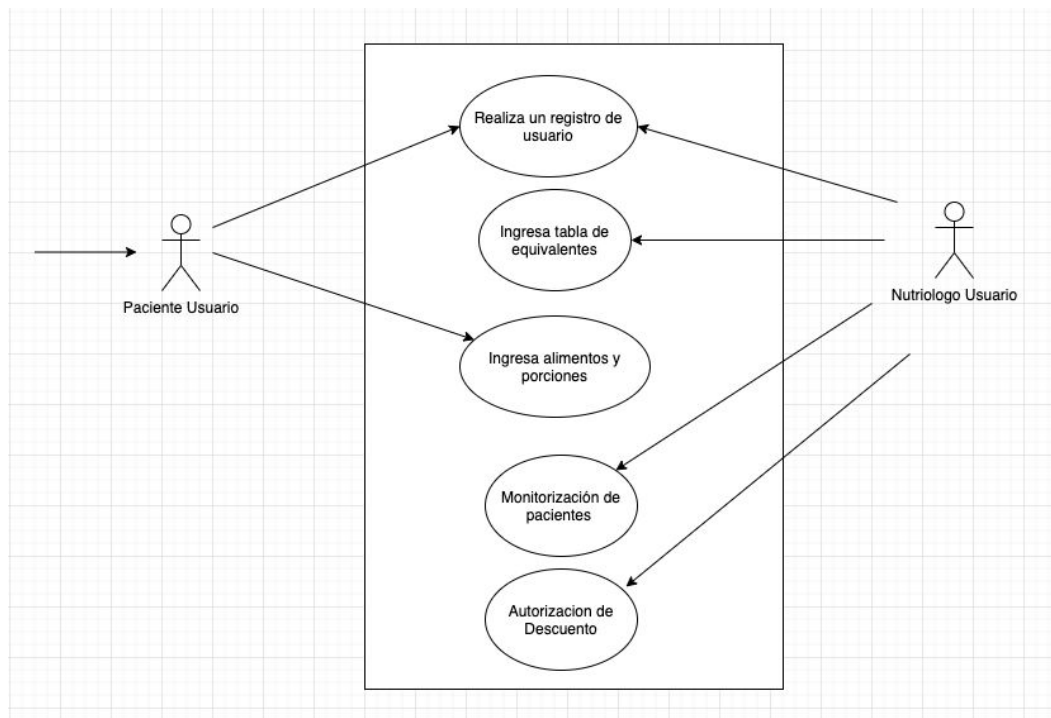 Realiza un registro de
usuario
Ingresa tabla de
equivalentes
Paciente Usuario
Nutriologo Usuario
Ingresa alimentos y
porciones
Monitorización de
pacientes
Autorizacion de
Descuento